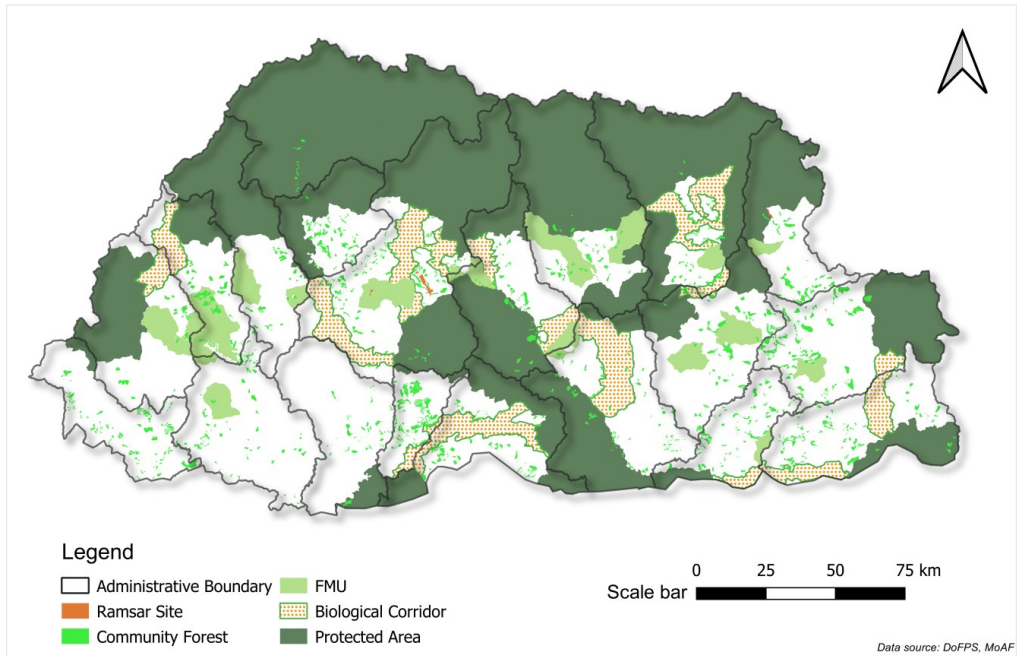 Legend
Administrative Boundary
Ramsar Site
Community Forest
FMU
Biological Corridor
Protected Area
0 25 50 75 km
Scale bar
Data source: DoFPS, MoAF